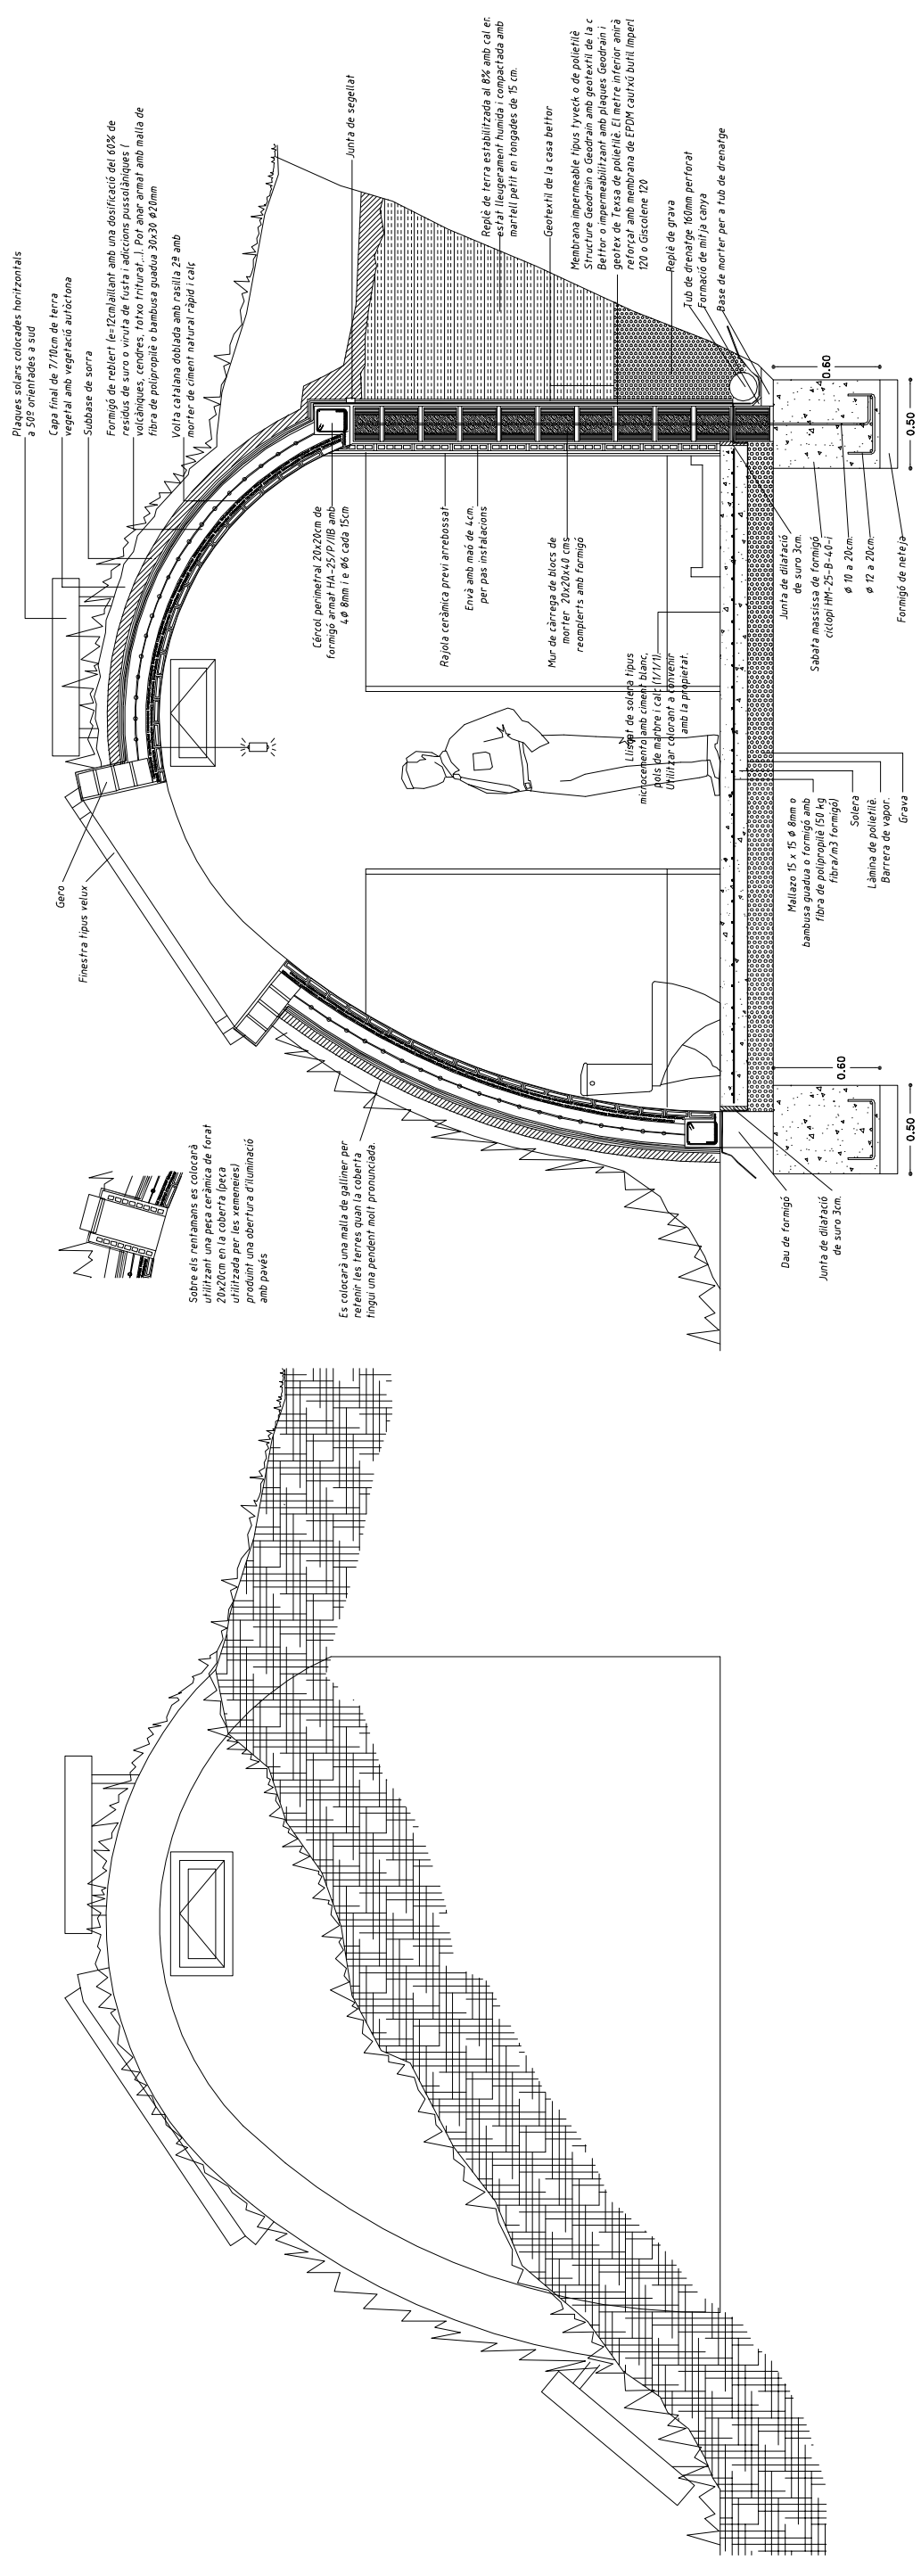 Plaques solars colocades horitzontals
a 50º orientades a sud
Capa final de 7/10cm de terra
vegetal amb vegetació autòctona
Subbase de sorra
Formigó de reblert (e=12cm)aïllant amb una dosificació del 60% de
residus de suro o viruta de fusta i adiccions pussolàniques (
volcàniques, cendres, totxo triturat,..). Pot anar armat amb malla de
fibra de polipropilè o bambusa guadua 30x30 Ø20mm
Volta catalana doblada amb rasilla 2ª amb
morter de ciment natural ràpid i calç
Junta de segellat
Replè de terra estabilitzada al 8% amb cal er.
estat lleugerament humida i compactada amb
martell petit en tongades de 15 cm.
Geotextil de la casa bettor
Membrana impermeable tipus tyveck o de polietilè
Structure Geodrain o Geodrain amb geotextil de la c
Bettor o impermeabilitzant amb plaques Geodrain i
geotex de Texsa de polietilè. El metre inferior anirà
reforçat amb membrana de EPDM cautxú butil Imperl
120 o Giscolene 120
Replè de grava
Tub de drenatge 160mm perforat
Formació de mitja canya
Base de morter per a tub de drenatge
Cércol perimetral 20x20cm de
formigó armat HA-25/P/IIB amb
4Ø 8mm i e Ø6 cada 15cm
Rajola ceràmica previ arrebossat
Envà amb maó de 4cm.
per pas instalacions
Mur de càrrega de blocs de
morter 20x20x40 cms
reomplerts amb formigó
Lliscat de solera tipus
microcemento amb ciment blanc,
pols de marbre i calç (1/1/1).
Utilitzar colorant a convenir
amb la propietat.
Junta de dilatació
de suro 3cm.
Sabata massissa de formigó
ciclopi HM-25-B-40-i
Ø 10 a 20cm.
Ø 12 a 20cm.
Formigó de neteja
0.60
0.50
Gero
Finestra tipus velux
Mallazo 15 x 15 Ø 8mm o
bambusa guadua o formigó amb
fibra de polipropilè (50 kg
fibra/m3 formigó)
Solera
Làmina de polietilè.
Barrera de vapor.
Grava
Sobre els rentamans es colocarà
utilitzant una peça ceràmica de forat
20x20cm en la coberta (peça
utilitzada per les xemeneies)
produint una obertura d'iluminació
amb pavés
Es colocarà una malla de galliner per
retenir les terres quan la coberta
tingui una pendent molt pronunciada.
Dau de formigó
Junta de dilatació
de suro 3cm.
0.60
0.50